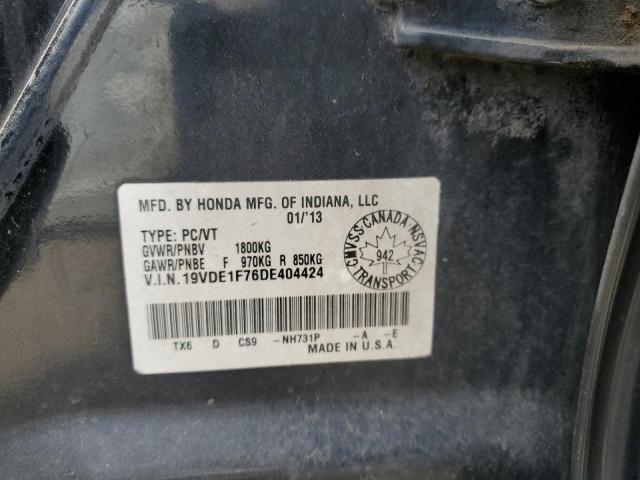 MFD. BY HONDA MFG. OF INDIANA, LLC
01/'13
TYPE: PC/VT
GVWR/PNBV 1800KG
GAWR/PNBE F 970KG R 850KG
V.I.N.19VDE1F76DE404424
CMVSS CANADA NSVAC
942
TRANSPORT
TX6 D CS9 -NH731P -A -E
MADE IN U.S.A.